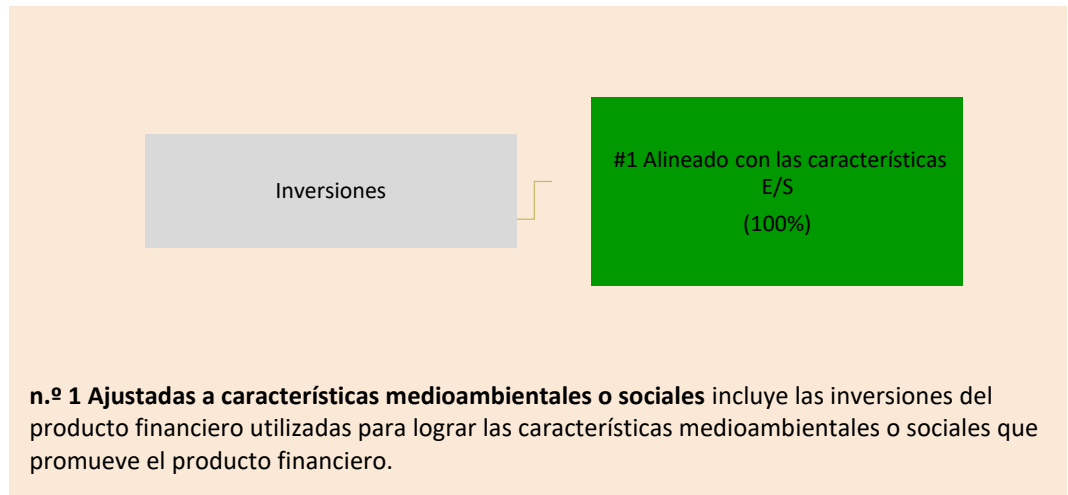 Inversiones
#1 Alineado con las características
E/S
(100%)
n.º 1 Ajustadas a características medioambientales o sociales incluye las inversiones del
producto financiero utilizadas para lograr las características medioambientales o sociales que
promueve el producto financiero.